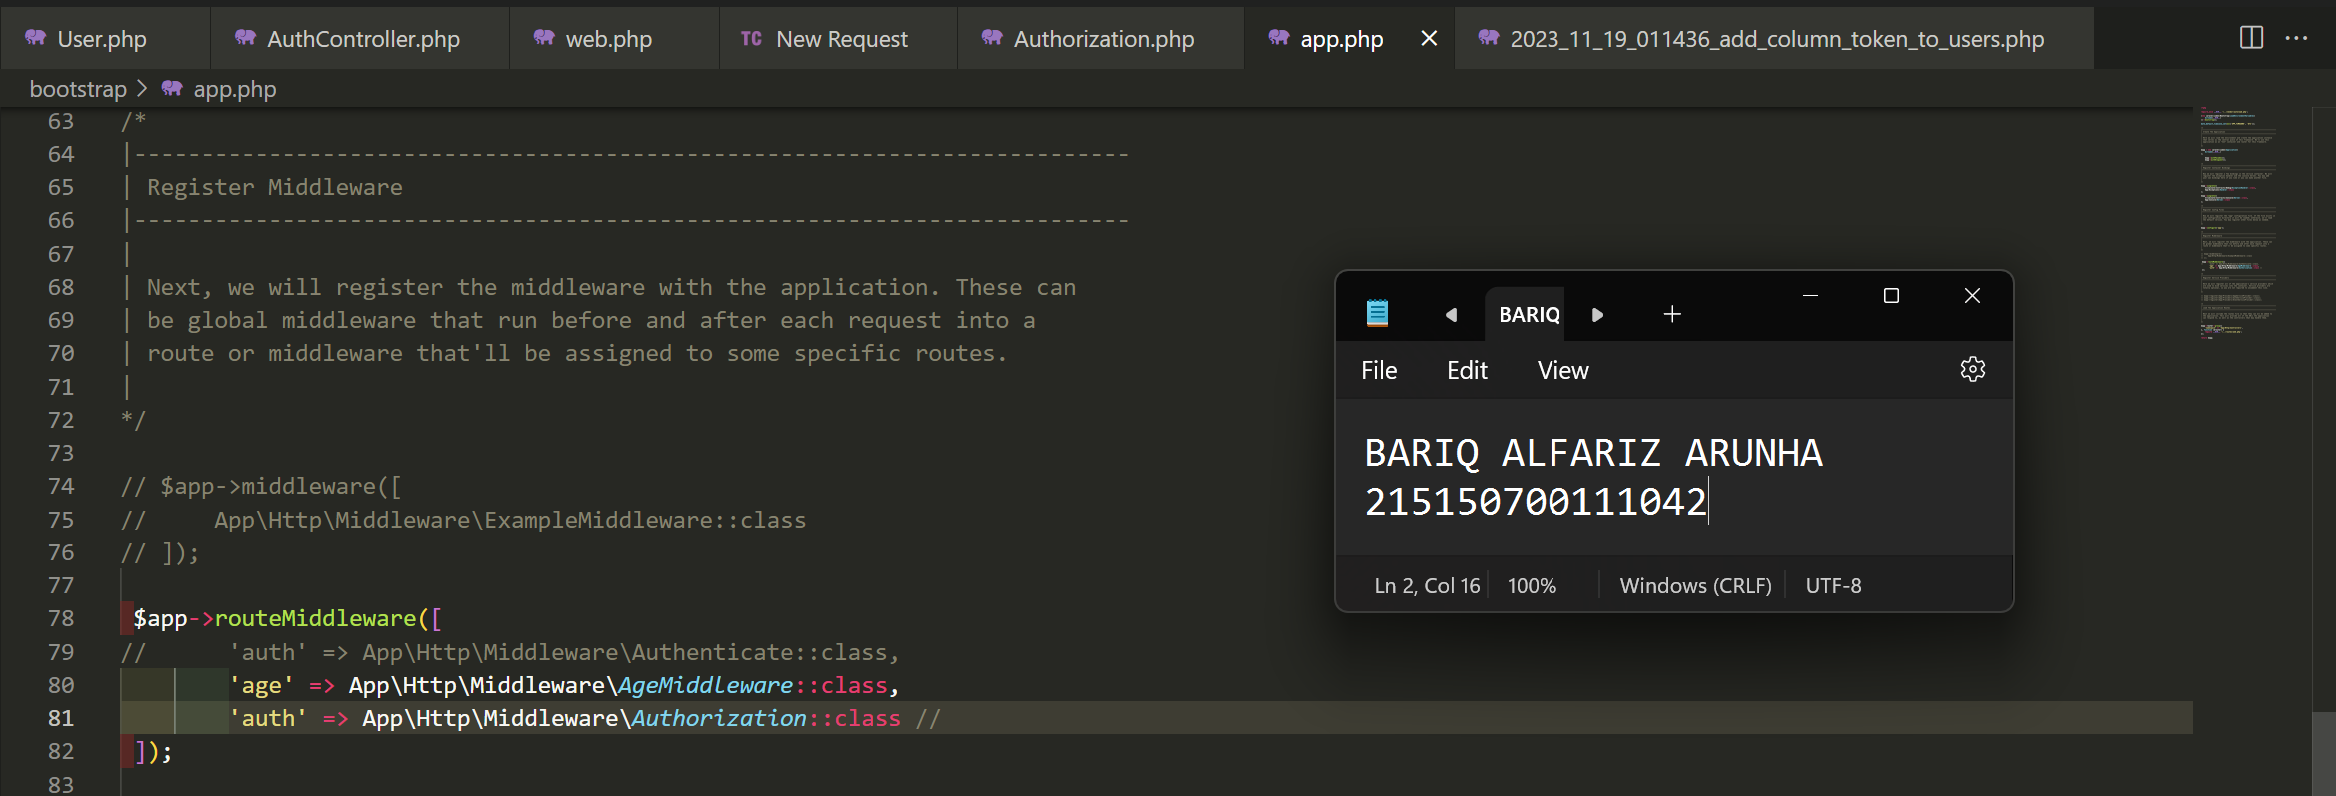 User.php
AuthController.php
web.php
TC New Request
Authorization.php
app.php
2023_11_19_011436_add_column_token_to_users.php
bootstrap > app.php
63 /*
64 |--------------------------------------------------------------------------
65 | Register Middleware
66 |--------------------------------------------------------------------------
67 |
68 | Next, we will register the middleware with the application. These can
69 | be global middleware that run before and after each request into a
70 | route or middleware that'll be assigned to some specific routes.
71 |
72 */
73
74 // $app->middleware([
75 //     App\Http\Middleware\ExampleMiddleware::class
76 // ]);
77
78  $app->routeMiddleware([
79 //      'auth' => App\Http\Middleware\Authenticate::class,
80         'age' => App\Http\Middleware\AgeMiddleware::class,
81         'auth' => App\Http\Middleware\Authorization::class //
82  ]);
83
BARIQ
File Edit View
BARIQ ALFARIZ ARUNHA
215150700111042
Ln 2, Col 16 100% Windows (CRLF) UTF-8